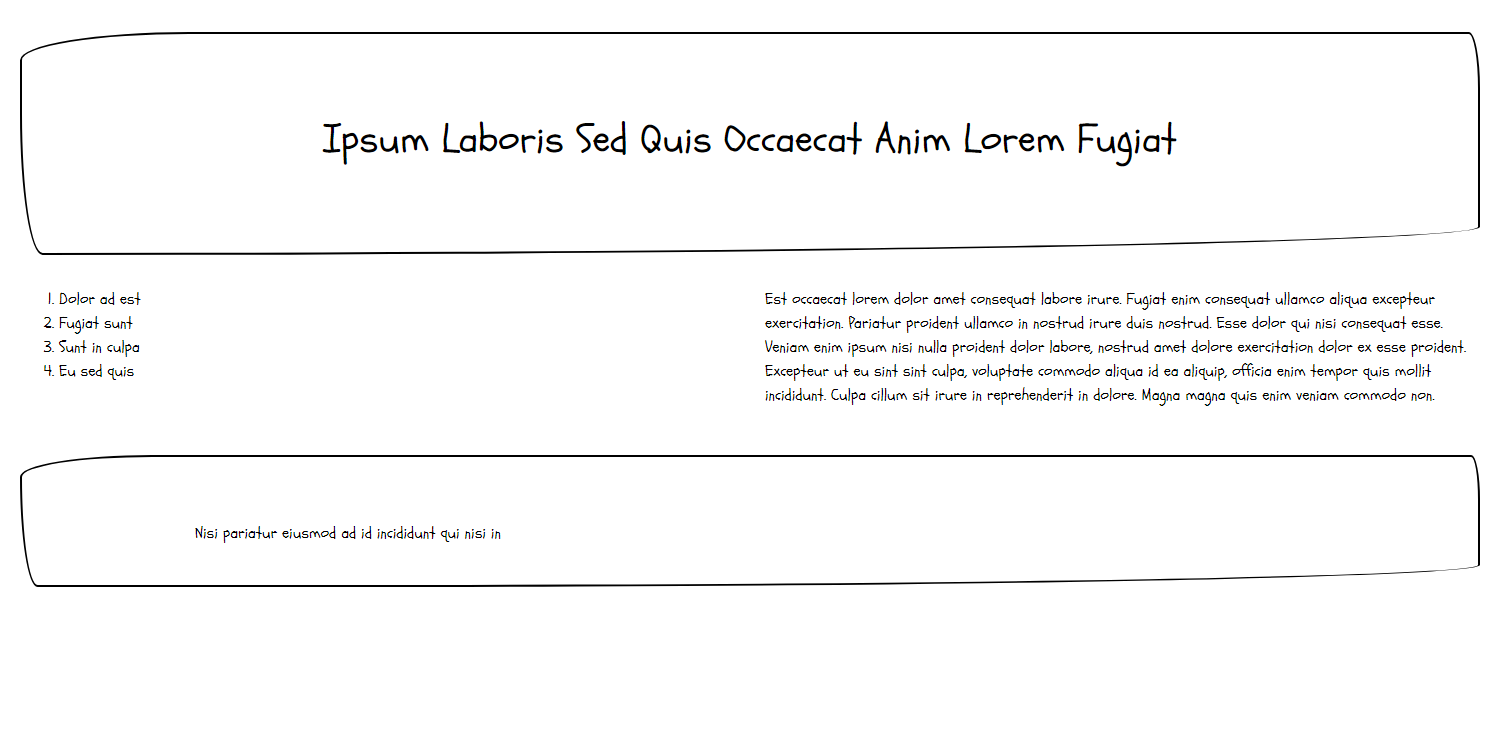 Ipsum Laboris Sed Quis Occaecat Anim Lorem Fugiat
1. Dolor ad est
2. Fugiat sunt
3. Sunt in culpa
4. Eu sed quis
Est occaecat lorem dolor amet consequat labore irure. Fugiat enim consequat ullamco aliqua excepteur
exercitation. Pariatur proident ullamco in nostrud irure duis nostrud. Esse dolor qui nisi consequat esse.
Veniam enim ipsum nisi nulla proident dolor labore, nostrud amet dolore exercitation dolor ex esse proident.
Excepteur ut eu sint sint culpa, voluptate commodo aliqua id ea aliquip, officia enim tempor quis mollit
incididunt. Culpa cillum sit irure in reprehenderit in dolore. Magna magna quis enim veniam commodo non.
Nisi pariatur eiusmod ad id incididunt qui nisi in